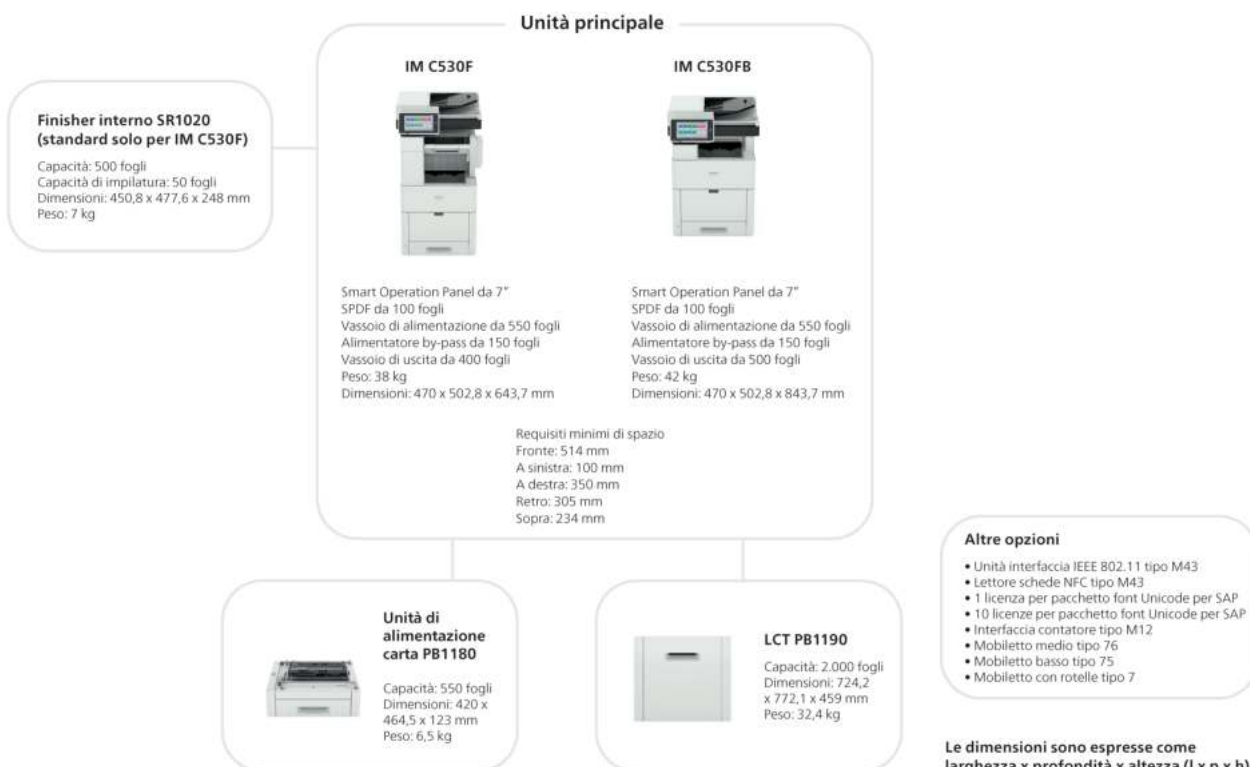 Unità principale
IM C530F
IM C530FB
Finisher interno SR1020
(standard solo per IM C530F)
Capacità: 500 fogli
Capacità di impilatura: 50 fogli
Dimensioni: 450,8 x 477,6 x 248 mm
Peso: 7 kg
Smart Operation Panel da 7”
SPDF da 100 fogli
Vassoio di alimentazione da 550 fogli
Alimentatore by-pass da 150 fogli
Vassoio di uscita da 400 fogli
Peso: 38 kg
Dimensioni: 470 x 502,8 x 643,7 mm
Smart Operation Panel da 7”
SPDF da 100 fogli
Vassoio di alimentazione da 550 fogli
Alimentatore by-pass da 150 fogli
Vassoio di uscita da 500 fogli
Peso: 42 kg
Dimensioni: 470 x 502,8 x 843,7 mm
Requisiti minimi di spazio
Fronte: 514 mm
A sinistra: 100 mm
A destra: 350 mm
Retro: 305 mm
Sopra: 234 mm
Unità di
alimentazione
carta PB1180
Capacità: 550 fogli
Dimensioni: 420 x
464,5 x 123 mm
Peso: 6,5 kg
LCT PB1190
Capacità: 2.000 fogli
Dimensioni: 724,2
x 772,1 x 459 mm
Peso: 32,4 kg
Altre opzioni
• Unità interfaccia IEEE 802.11 tipo M43
• Lettore schede NFC tipo M43
• 1 licenza per pacchetto font Unicode per SAP
• 10 licenze per pacchetto font Unicode per SAP
• Interfaccia contatore tipo M12
• Mobiletto medio tipo 76
• Mobiletto basso tipo 75
• Mobiletto con rotelle tipo 7
Le dimensioni sono espresse come
larghezza x profondità x altezza (l x p x h)